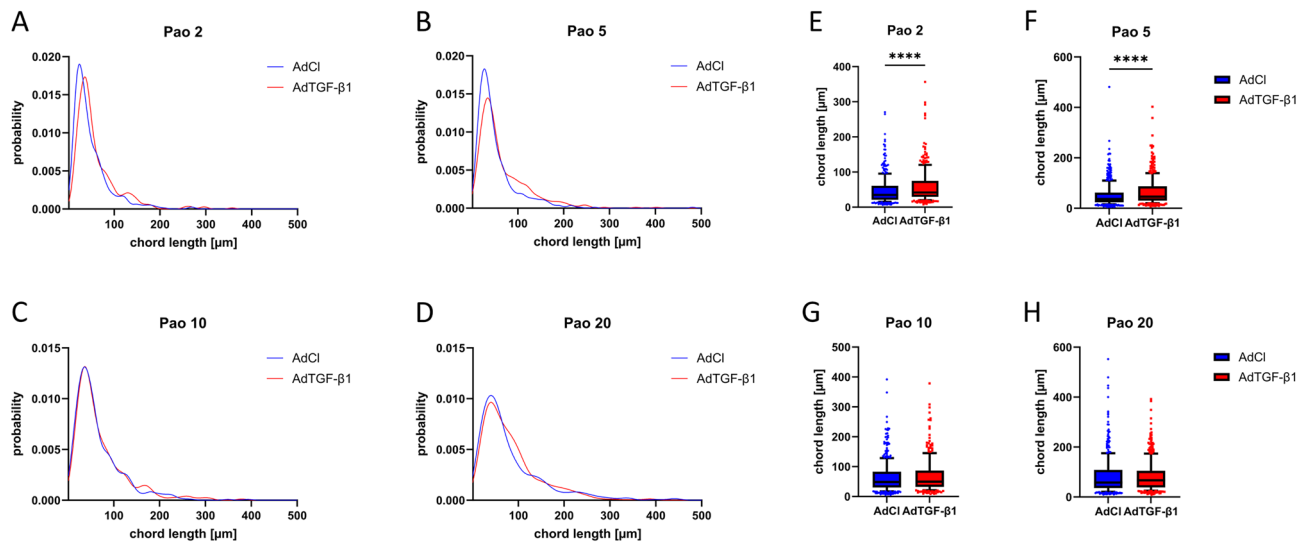 A
Pao 2
0.020
0.015
0.010
0.005
0.000
probability
100
200
300
400
500
chord length [µm]
AdCl
AdTGF-β1
B
Pao 5
0.020
0.015
0.010
0.005
0.000
probability
100
200
300
400
500
chord length [µm]
AdCl
AdTGF-β1
E
Pao 2
****
400
300
200
100
0
chord length [µm]
AdCl
AdTGF-β1
F
Pao 5
****
600
400
200
0
chord length [µm]
AdCl
AdTGF-β1
AdCl
AdTGF-β1
C
Pao 10
0.015
0.010
0.005
0.000
probability
100
200
300
400
500
chord length [µm]
AdCl
AdTGF-β1
D
Pao 20
0.015
0.010
0.005
0.000
probability
100
200
300
400
500
chord length [µm]
AdCl
AdTGF-β1
G
Pao 10
500
400
300
200
100
0
chord length [µm]
AdCl
AdTGF-β1
H
Pao 20
600
400
200
0
chord length [µm]
AdCl
AdTGF-β1
AdCl
AdTGF-β1